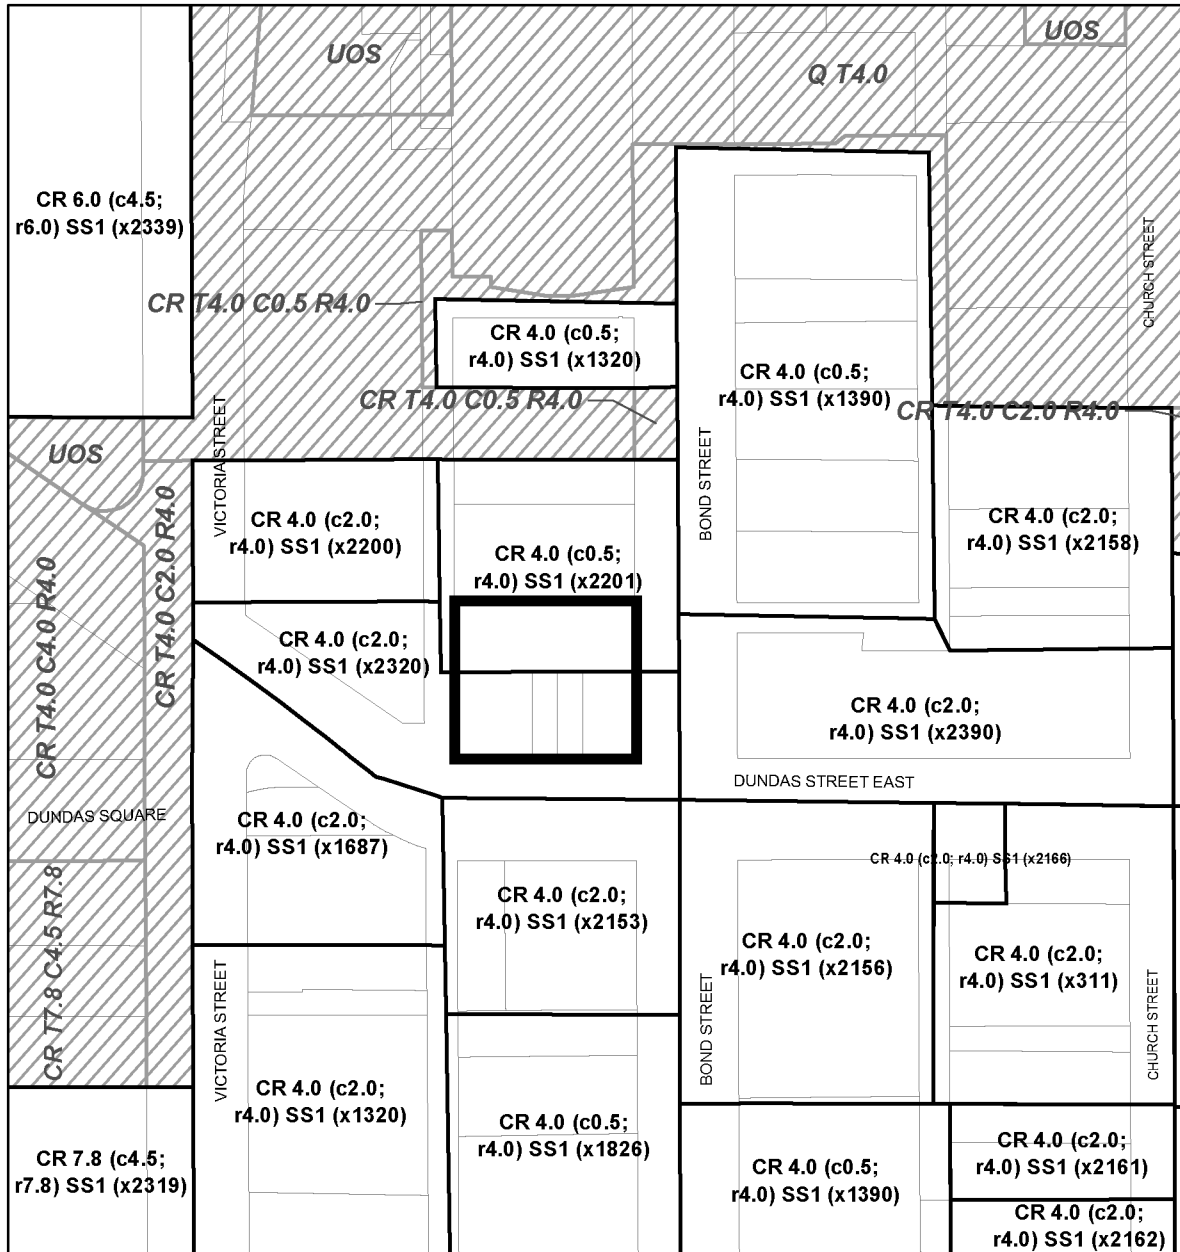 UOS
UOS
Q T4.0
CR 6.0 (c4.5;
r6.0) SS1 (x2339)
CHURCH STREET
CR T4.0 C0.5 R4.0
CR 4.0 (c0.5;
r4.0) SS1 (x1320)
CR 4.0 (c0.5;
r4.0) SS1 (x1390)
CR T4.0 C0.5 R4.0
CR T4.0 C2.0 R4.0
VICTORIA STREET
BOND STREET
UOS
CR T4.0 C2.0 R4.0
CR T4.0 C4.0 R4.0
CR 4.0 (c2.0;
r4.0) SS1 (x2200)
CR 4.0 (c0.5;
r4.0) SS1 (x2201)
CR 4.0 (c2.0;
r4.0) SS1 (x2158)
CR 4.0 (c2.0;
r4.0) SS1 (x2320)
CR 4.0 (c2.0;
r4.0) SS1 (x2390)
DUNDAS STREET EAST
DUNDAS SQUARE
CR 4.0 (c2.0;
r4.0) SS1 (x1687)
CR 4.0 (c2.0; r4.0) SS1 (x2166)
CR T7.8 C4.5 R7.8
CR 4.0 (c2.0;
r4.0) SS1 (x2153)
CR 4.0 (c2.0;
r4.0) SS1 (x2156)
CR 4.0 (c2.0;
r4.0) SS1 (x311)
VICTORIA STREET
BOND STREET
CHURCH STREET
CR 4.0 (c2.0;
r4.0) SS1 (x1320)
CR 4.0 (c0.5;
r4.0) SS1 (x1826)
CR 7.8 (c4.5;
r7.8) SS1 (x2319)
CR 4.0 (c0.5;
r4.0) SS1 (x1390)
CR 4.0 (c2.0;
r4.0) SS1 (x2161)
CR 4.0 (c2.0;
r4.0) SS1 (x2162)